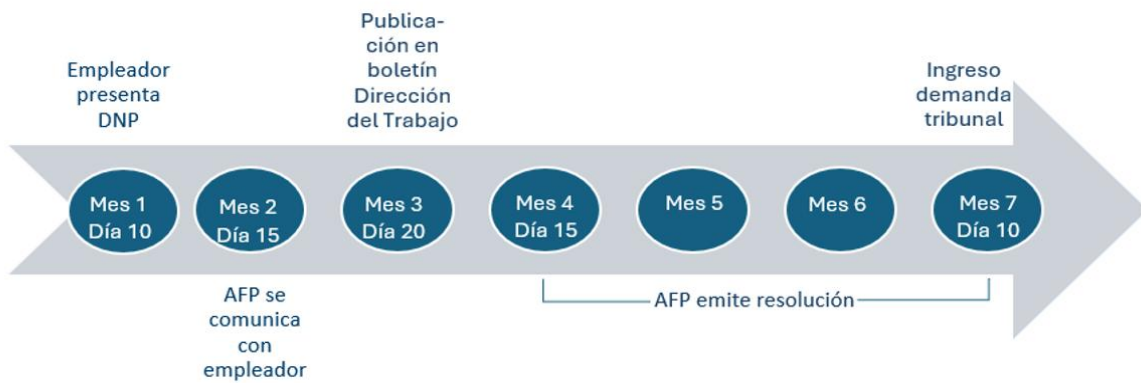 Empleador
presenta
DNP
Publica-
ción en
boletín
Dirección
del Trabajo
Ingreso
demanda
tribunal
Mes 1
Día 10
Mes 2
Día 15
Mes 3
Día 20
Mes 4
Día 15
Mes 5
Mes 6
Mes 7
Día 10
AFP se
comunica
con
empleador
AFP emite resolución